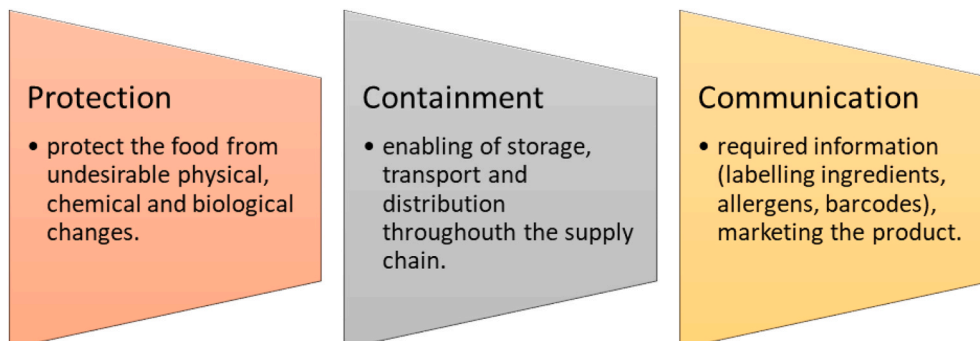 Protection
• protect the food from
undesirable physical,
chemical and biological
changes.
Containment
• enabling of storage,
transport and
distribution
throughouth the supply
chain.
Communication
• required information
(labelling ingredients,
allergens, barcodes),
marketing the product.